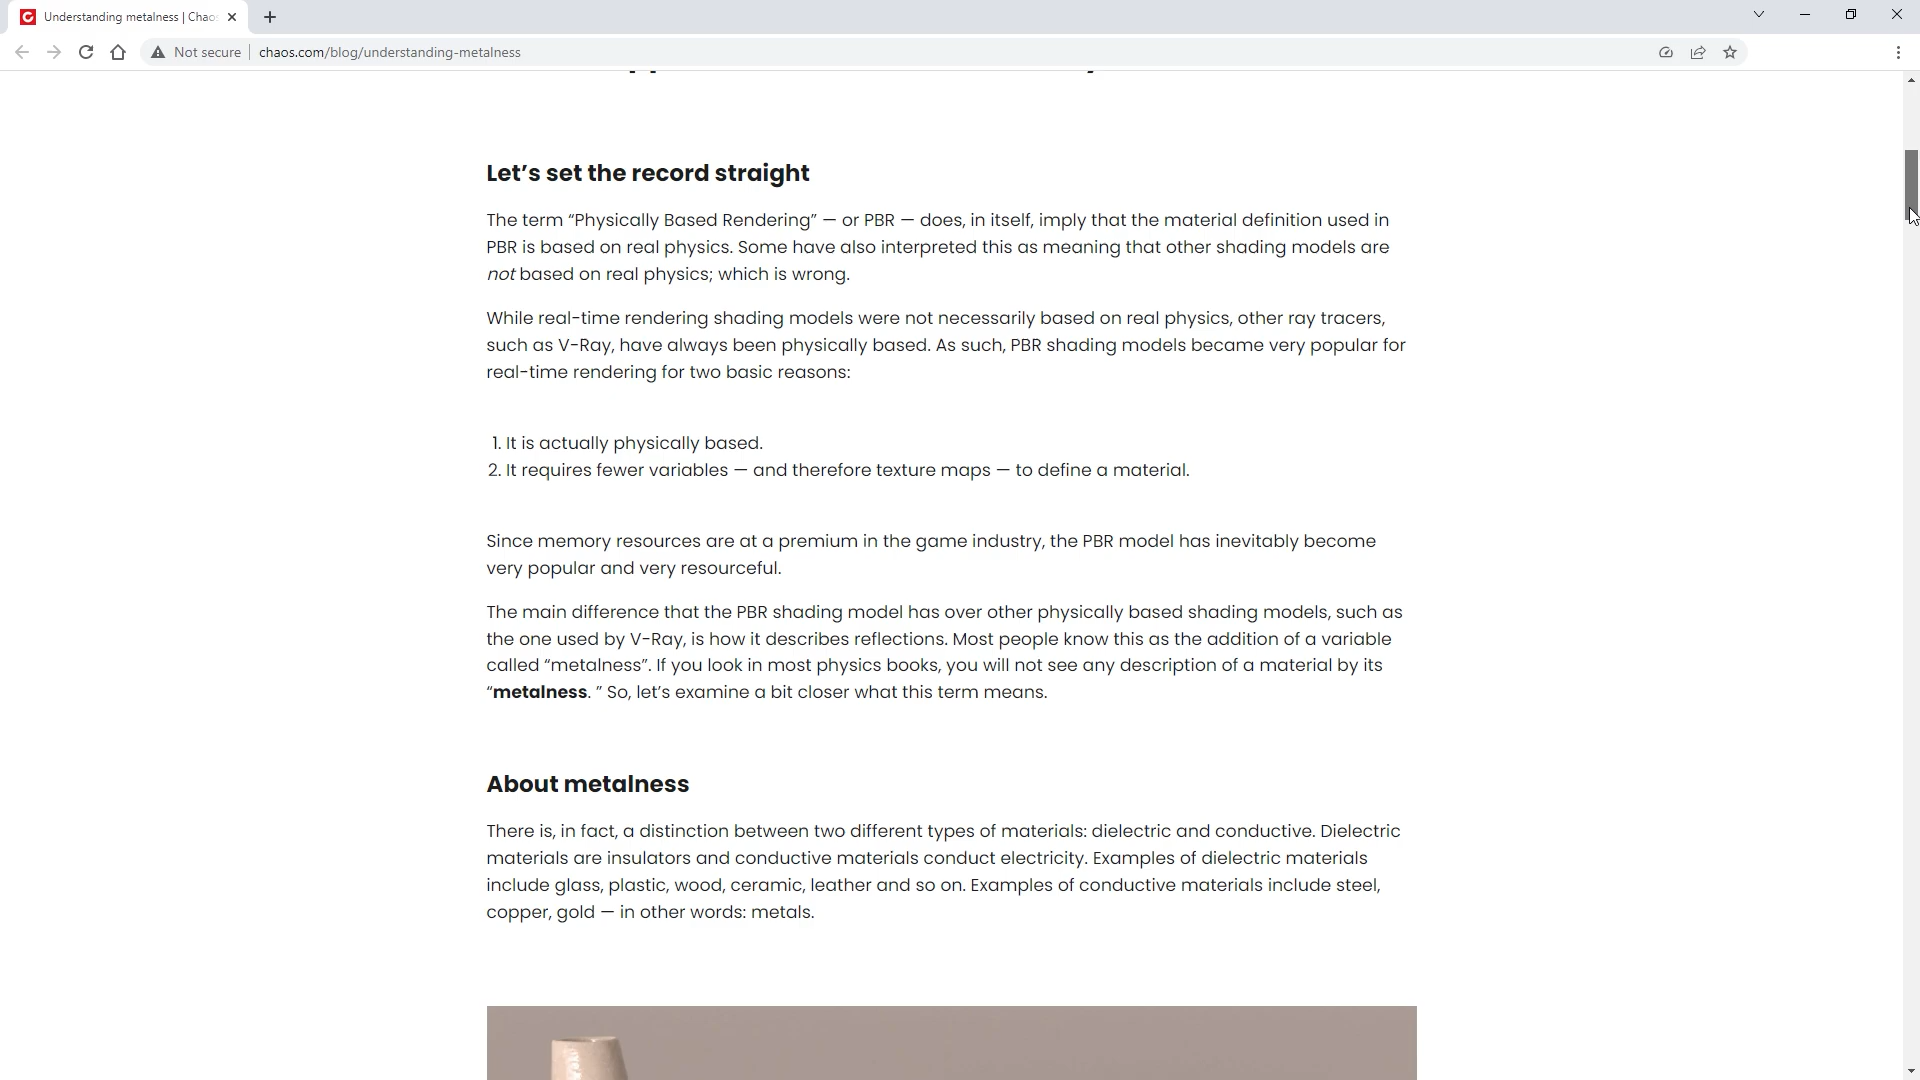 Understanding metalness | Chaos
Not secure
chaos.com/blog/understanding-metalness
Let’s set the record straight
The term “Physically Based Rendering” — or PBR — does, in itself, imply that the material definition used in
PBR is based on real physics. Some have also interpreted this as meaning that other shading models are
not based on real physics; which is wrong.
While real-time rendering shading models were not necessarily based on real physics, other ray tracers,
such as V-Ray, have always been physically based. As such, PBR shading models became very popular for
real-time rendering for two basic reasons:
1. It is actually physically based.
2. It requires fewer variables — and therefore texture maps — to define a material.
Since memory resources are at a premium in the game industry, the PBR model has inevitably become
very popular and very resourceful.
The main difference that the PBR shading model has over other physically based shading models, such as
the one used by V-Ray, is how it describes reflections. Most people know this as the addition of a variable
called “metalness”. If you look in most physics books, you will not see any description of a material by its
“metalness. ” So, let’s examine a bit closer what this term means.
About metalness
There is, in fact, a distinction between two different types of materials: dielectric and conductive. Dielectric
materials are insulators and conductive materials conduct electricity. Examples of dielectric materials
include glass, plastic, wood, ceramic, leather and so on. Examples of conductive materials include steel,
copper, gold — in other words: metals.